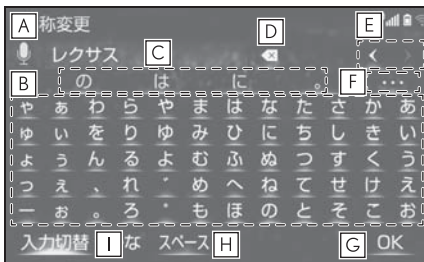 A 称変更 E
レクサス C D < >
B の は に 。 F ...
や あ わ ら や ま は な た さ か あ
ゆ い を り ゆ み ひ に ち し き い
ょ ぅ ん る よ む ふ ぬ つ す く う
っ ぇ 、 れ ゛ め へ ね て せ け え
ー ぉ 。 ろ ゜ も ほ の と そ こ お
入力切替 I な スペース H G OK